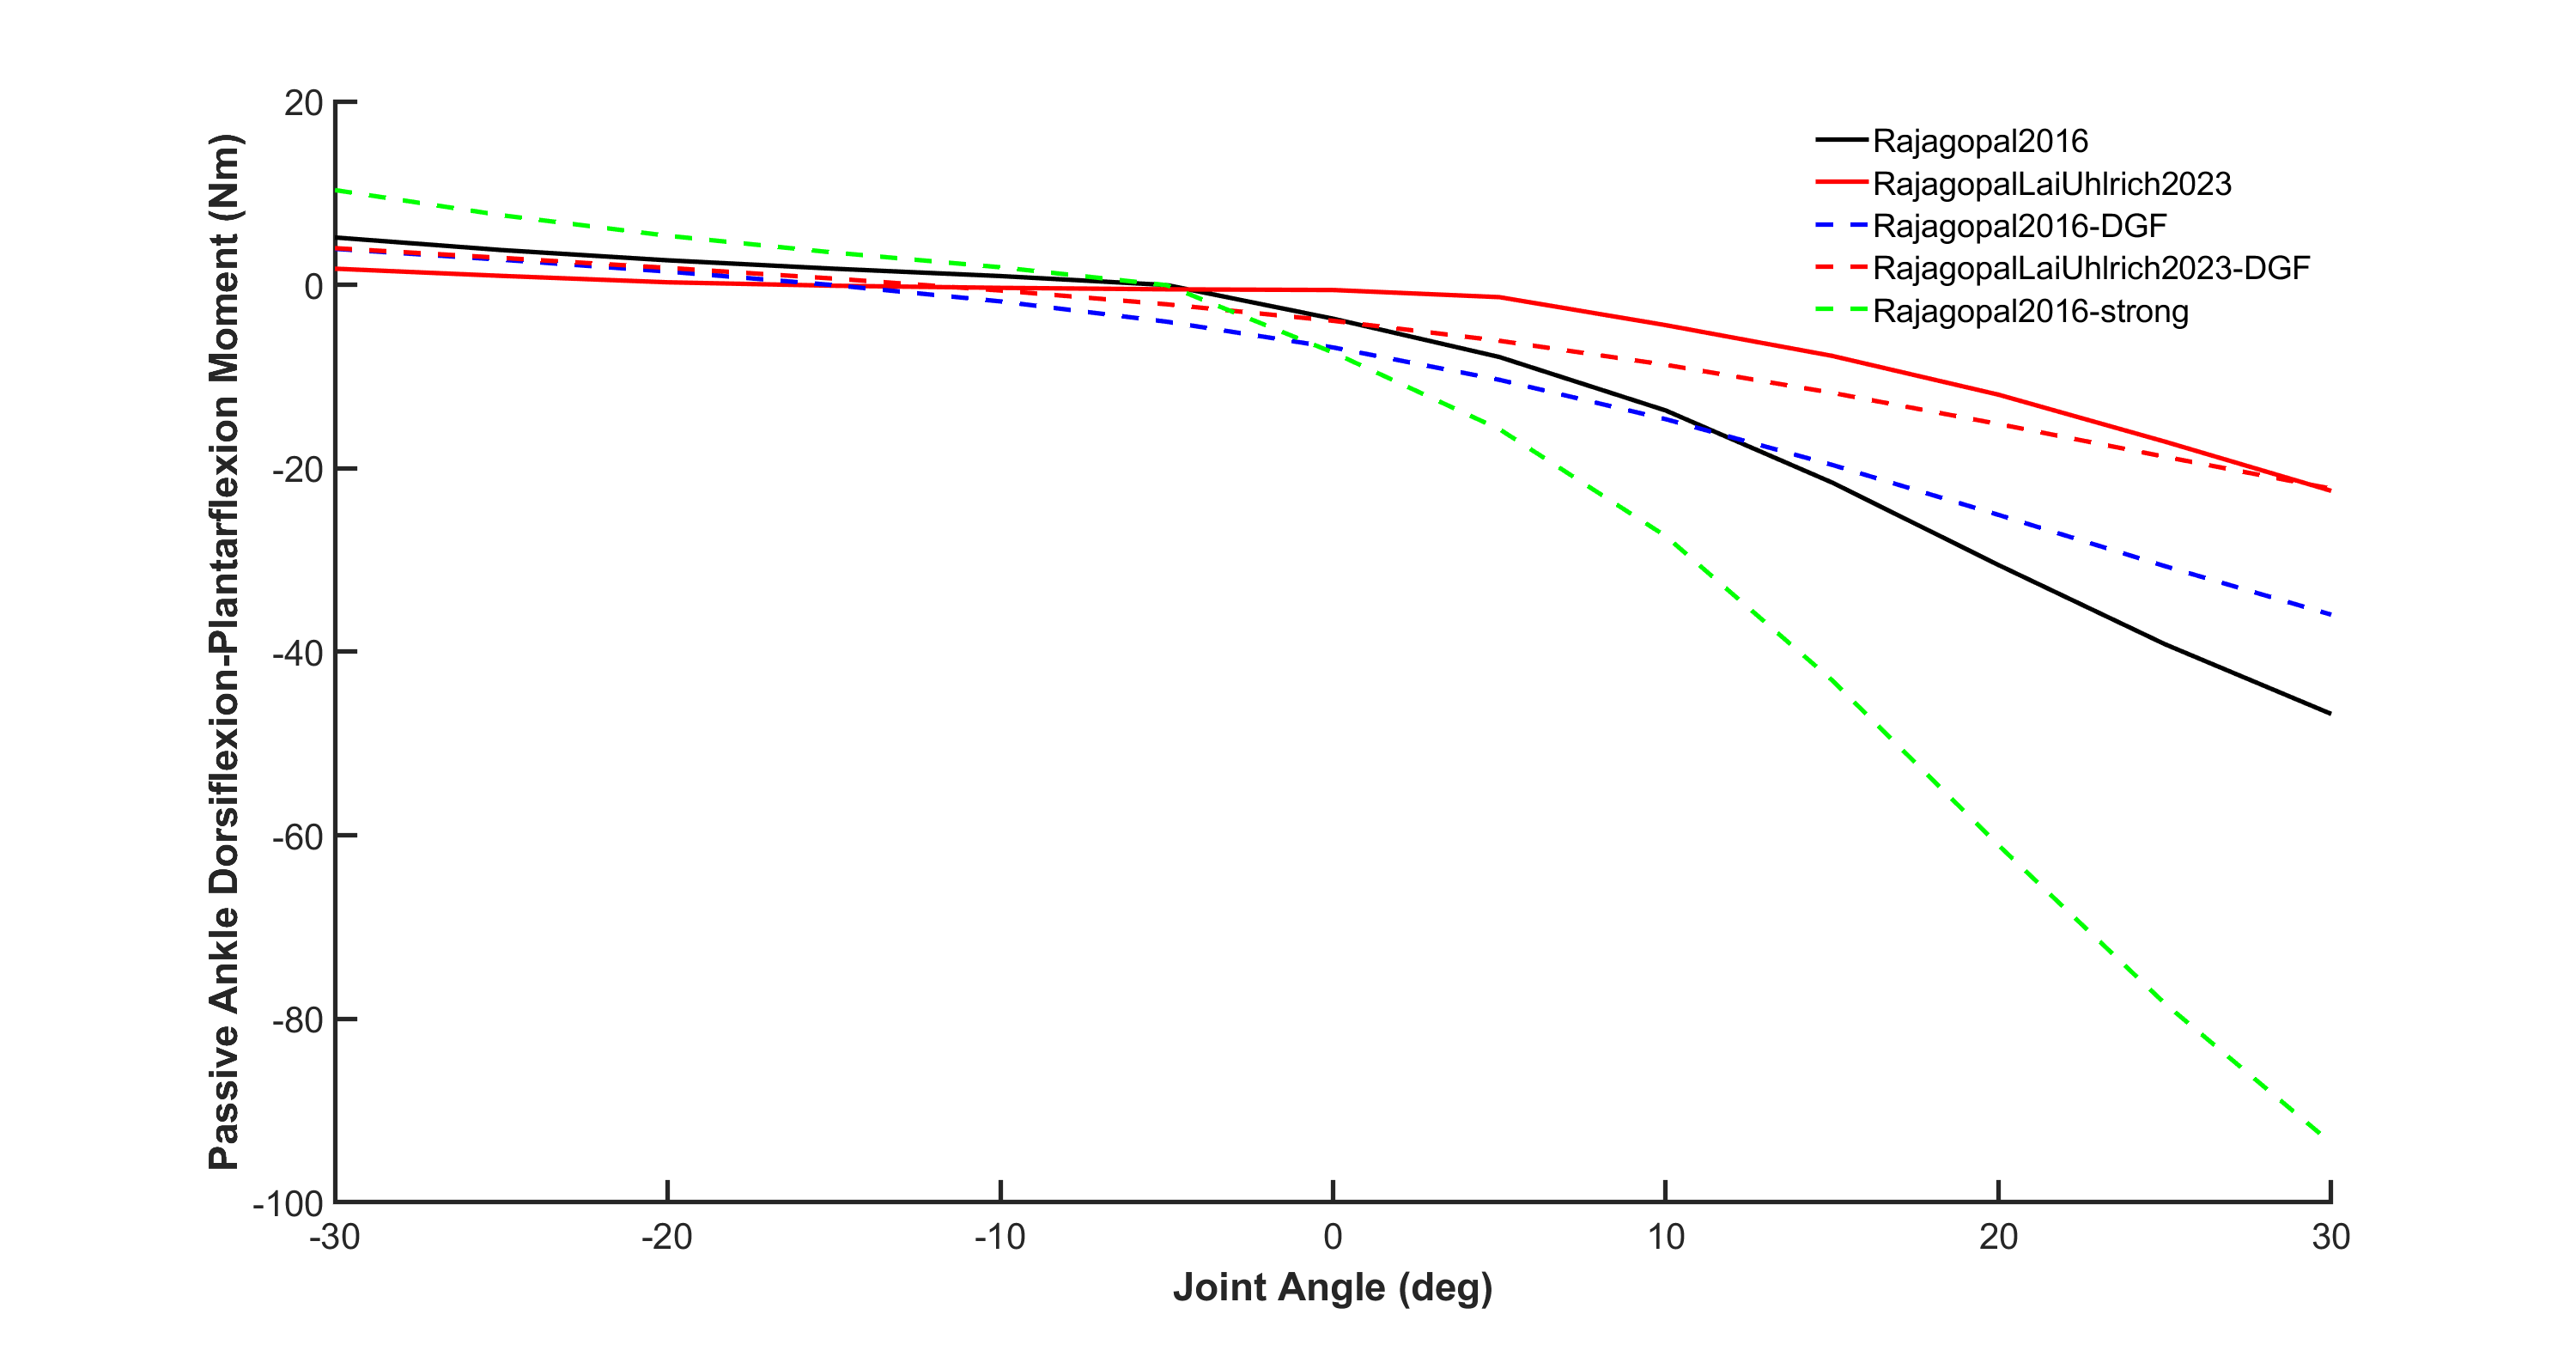 Passive Ankle Dorsiflexion-Plantarflexion Moment (Nm)
20
0
-20
-40
-60
-80
-100
Rajagopal2016
RajagopalLaiUhlrich2023
Rajagopal2016-DGF
RajagopalLaiUhlrich2023-DGF
Rajagopal2016-strong
-30 -20 -10 0 10 20 30
Joint Angle (deg)